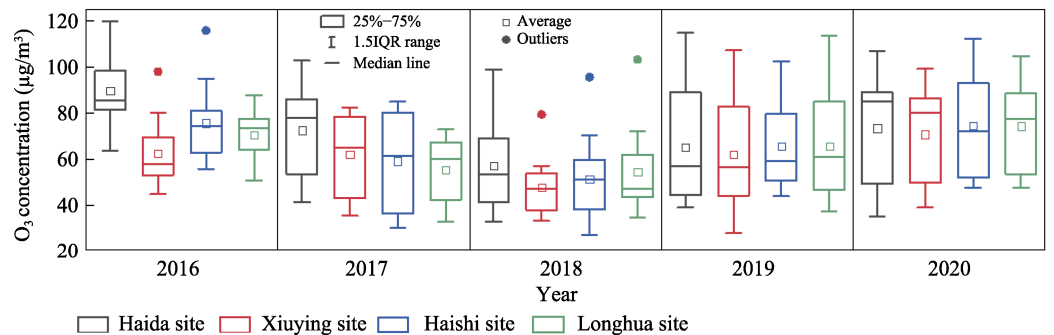 120
100
80
60
40
20
O₃ concentration (μg/m³)
25%−75%
1.5IQR range
Median line
Average
Outliers
2016 2017 2018 2019 2020
Year
Haida site Xiuying site Haishi site Longhua site